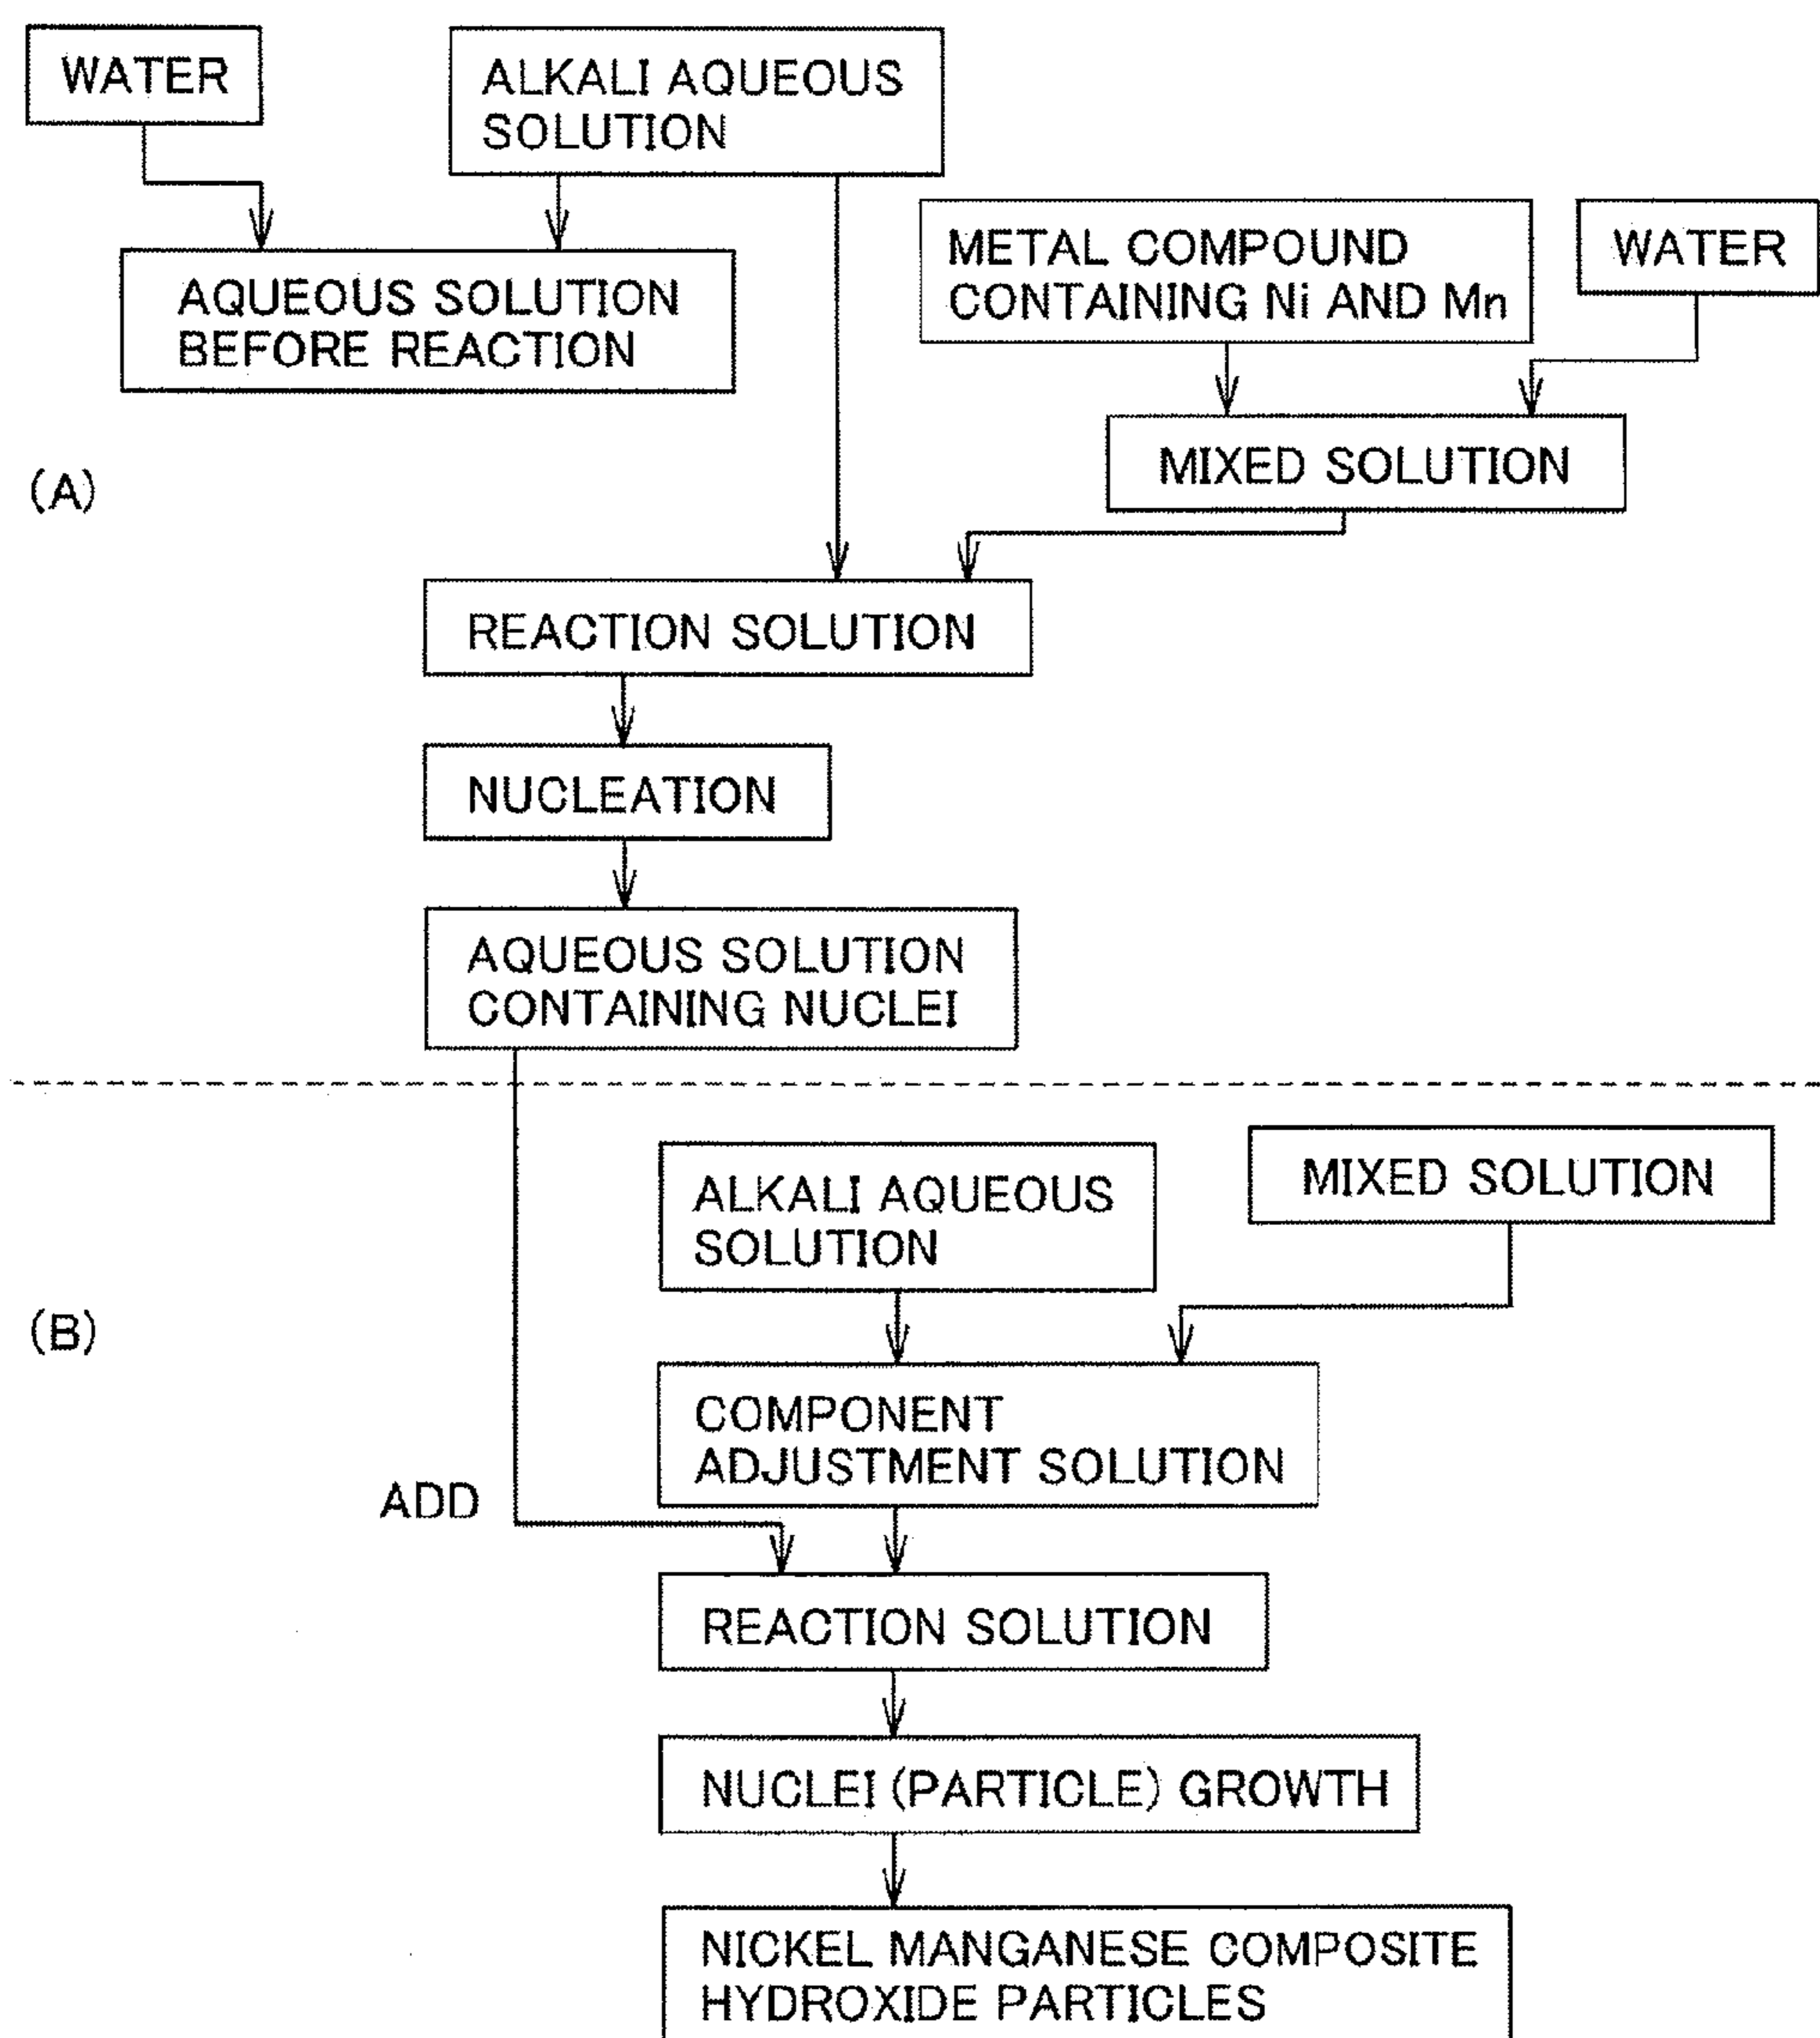 WATER
ALKALI AQUEOUS
SOLUTION
METAL COMPOUND
CONTAINING Ni AND Mn
WATER
AQUEOUS SOLUTION
BEFORE REACTION
MIXED SOLUTION
(A)
REACTION SOLUTION
NUCLEATION
AQUEOUS SOLUTION
CONTAINING NUCLEI
ALKALI AQUEOUS
SOLUTION
MIXED SOLUTION
(B)
COMPONENT
ADJUSTMENT SOLUTION
ADD
REACTION SOLUTION
NUCLEI (PARTICLE) GROWTH
NICKEL MANGANESE COMPOSITE
HYDROXIDE PARTICLES